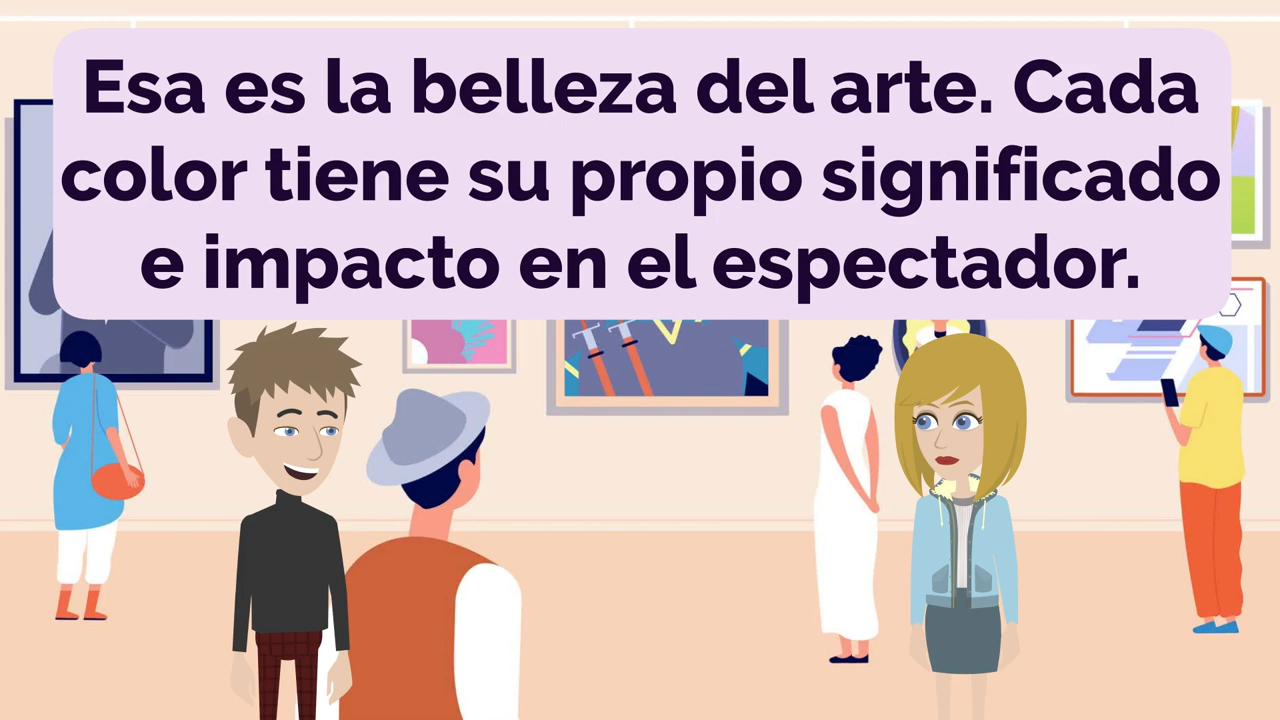 Esa es la belleza del arte. Cada
color tiene su propio significado
e impacto en el espectador.